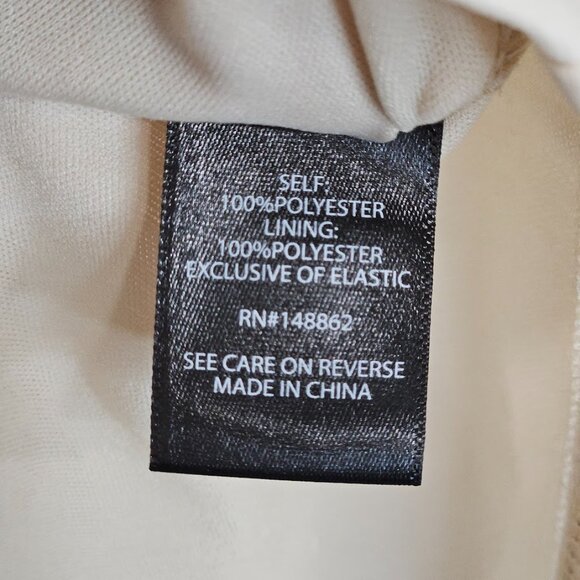 SELF:
100%POLYESTER
LINING:
100%POLYESTER
EXCLUSIVE OF ELASTIC
RN#148862
SEE CARE ON REVERSE
MADE IN CHINA